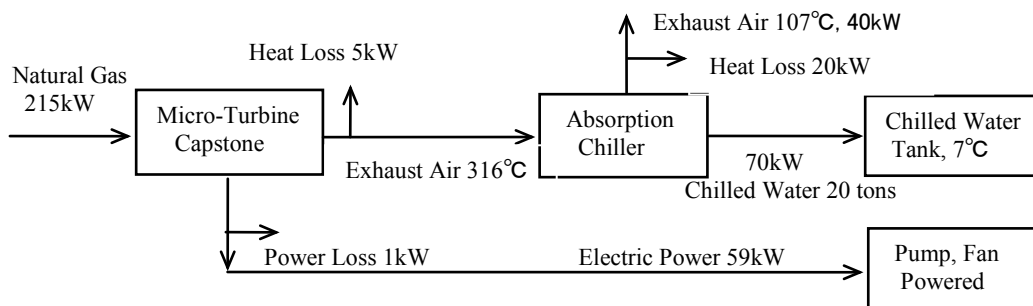 Exhaust Air 107℃, 40kW
Heat Loss 5kW
Heat Loss 20kW
Natural Gas
215kW
Micro-Turbine
Capstone
Absorption
Chiller
Chilled Water
Tank, 7℃
Exhaust Air 316℃
70kW
Chilled Water 20 tons
Power Loss 1kW
Electric Power 59kW
Pump, Fan
Powered